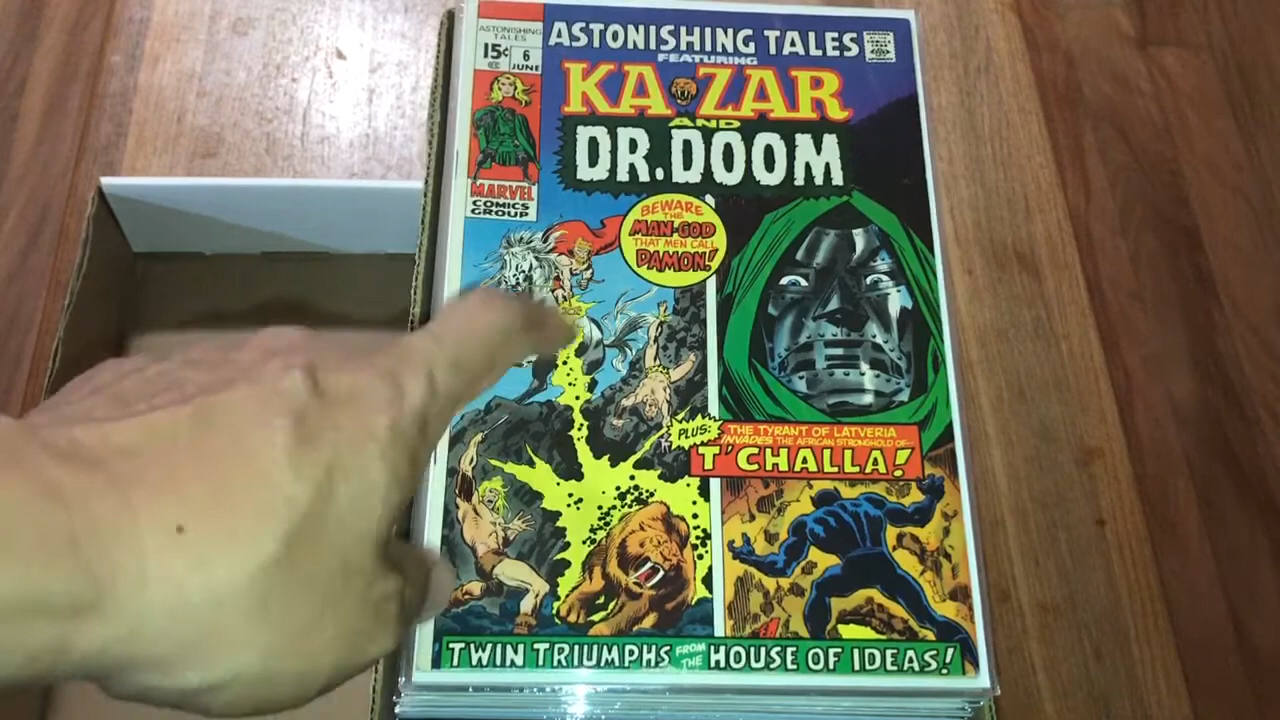 ASTONISHING
TALES
15¢ 6
JUNE
MARVEL
COMICS
GROUP
ASTONISHING TALES
FEATURING
KA-ZAR
AND
DR. DOOM
BEWARE
THE
MAN-GOD
THAT MEN CALL
DAMON!
PLUS:
THE TYRANT OF LATVERIA
INVADES THE AFRICAN STRONGHOLD OF--
T'CHALLA!
TWIN TRIUMPHS FROM THE HOUSE OF IDEAS!